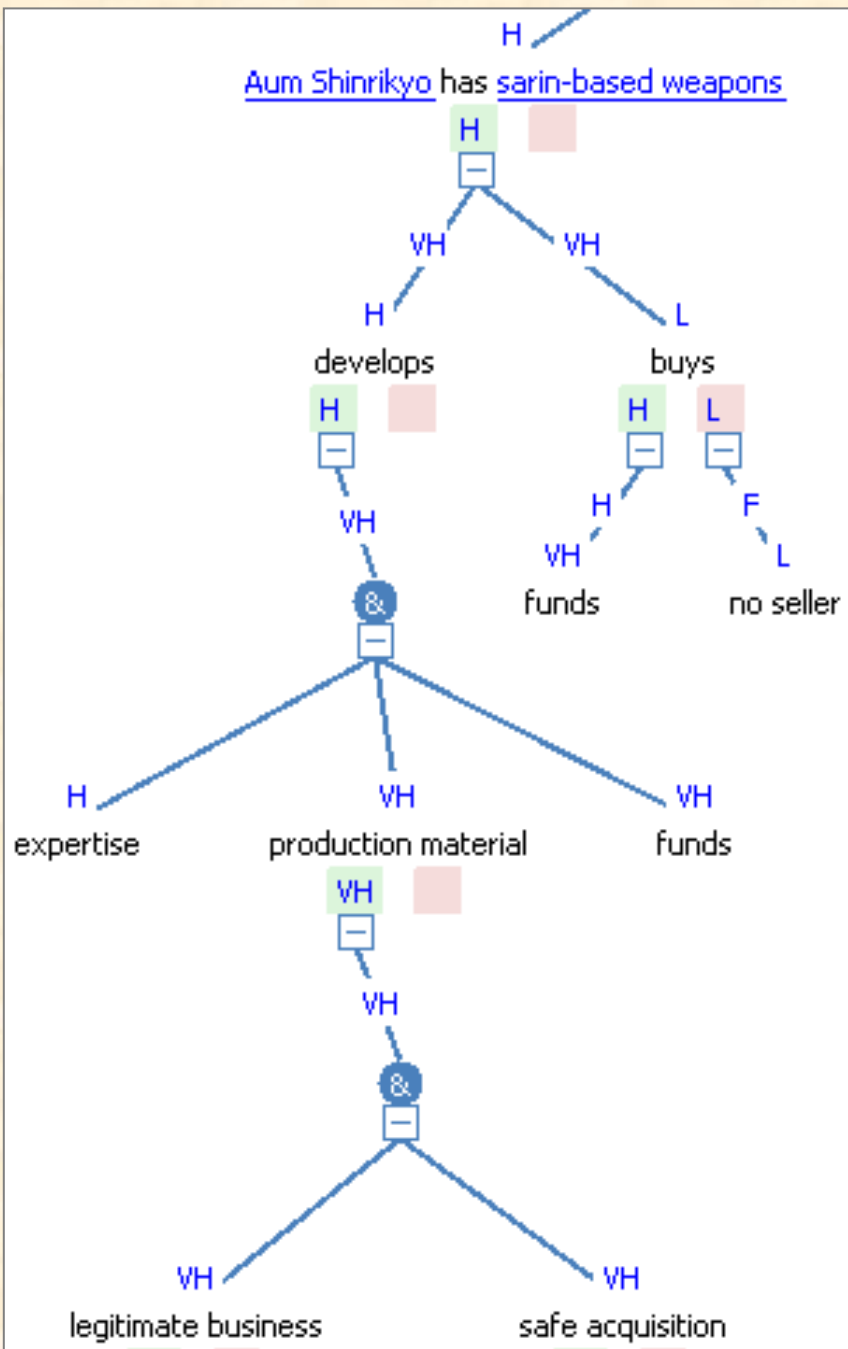 H
Aum Shinrikyo has sarin-based weapons
H
VH VH
H L
develops buys
H H L
VH H F
VH L
& funds no seller
H VH VH
expertise production material funds
VH
VH
&
VH VH
legitimate business safe acquisition